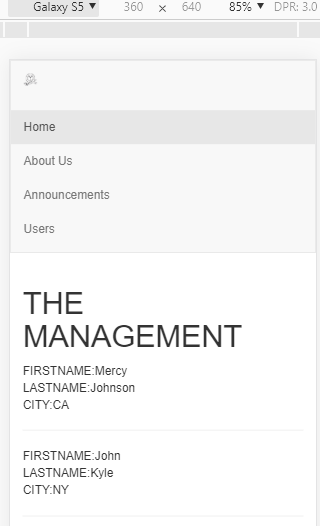 Galaxy S5 ▼ 360 × 640 85% ▼ DPR: 3.0
Home
About Us
Announcements
Users
THE
MANAGEMENT
FIRSTNAME:Mercy
LASTNAME:Johnson
CITY:CA
FIRSTNAME:John
LASTNAME:Kyle
CITY:NY